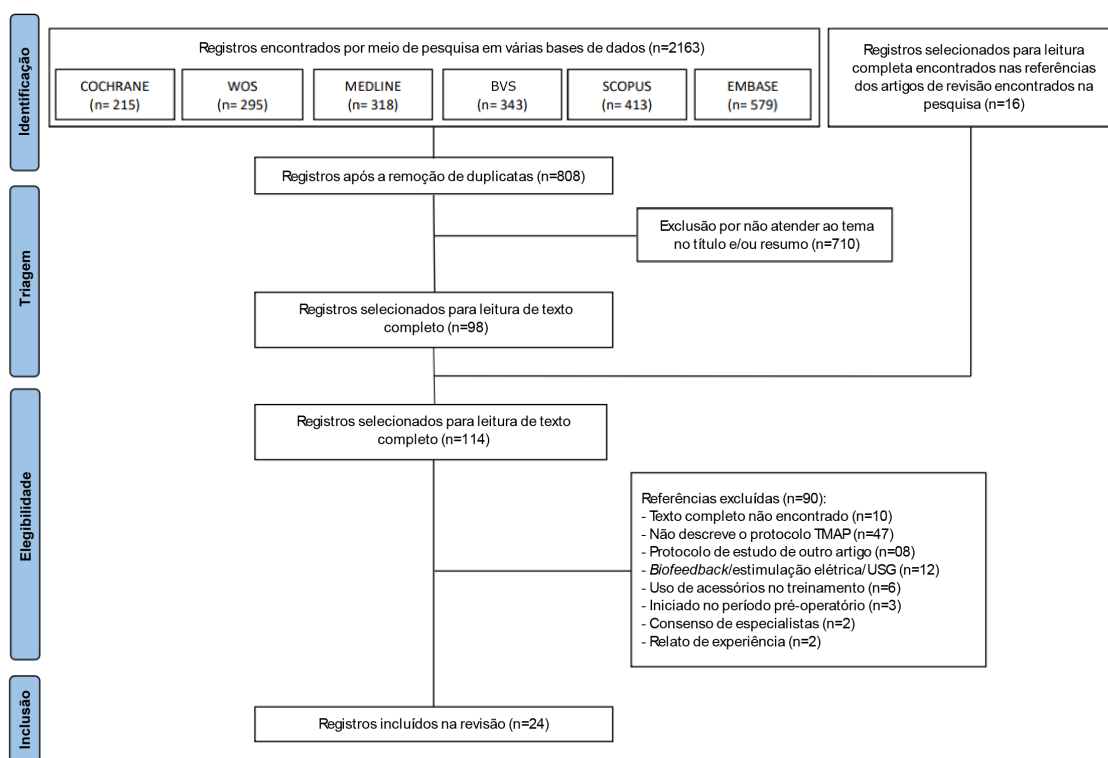 Identificação
Registros encontrados por meio de pesquisa em várias bases de dados (n=2163)
COCHRANE
(n= 215)
WOS
(n= 295)
MEDLINE
(n= 318)
BVS
(n= 343)
SCOPUS
(n= 413)
EMBASE
(n= 579)
Registros selecionados para leitura
completa encontrados nas referências
dos artigos de revisão encontrados na
pesquisa (n=16)
Registros após a remoção de duplicatas (n=808)
Triagem
Exclusão por não atender ao tema
no título e/ou resumo (n=710)
Registros selecionados para leitura de texto
completo (n=98)
Elegibilidade
Registros selecionados para leitura de texto
completo (n=114)
Referências excluídas (n=90):
- Texto completo não encontrado (n=10)
- Não descreve o protocolo TMAP (n=47)
- Protocolo de estudo de outro artigo (n=08)
- Biofeedback/estimulação elétrica/USG (n=12)
- Uso de acessórios no treinamento (n=6)
- Iniciado no período pré-operatório (n=3)
- Consenso de especialistas (n=2)
- Relato de experiência (n=2)
Inclusão
Registros incluídos na revisão (n=24)